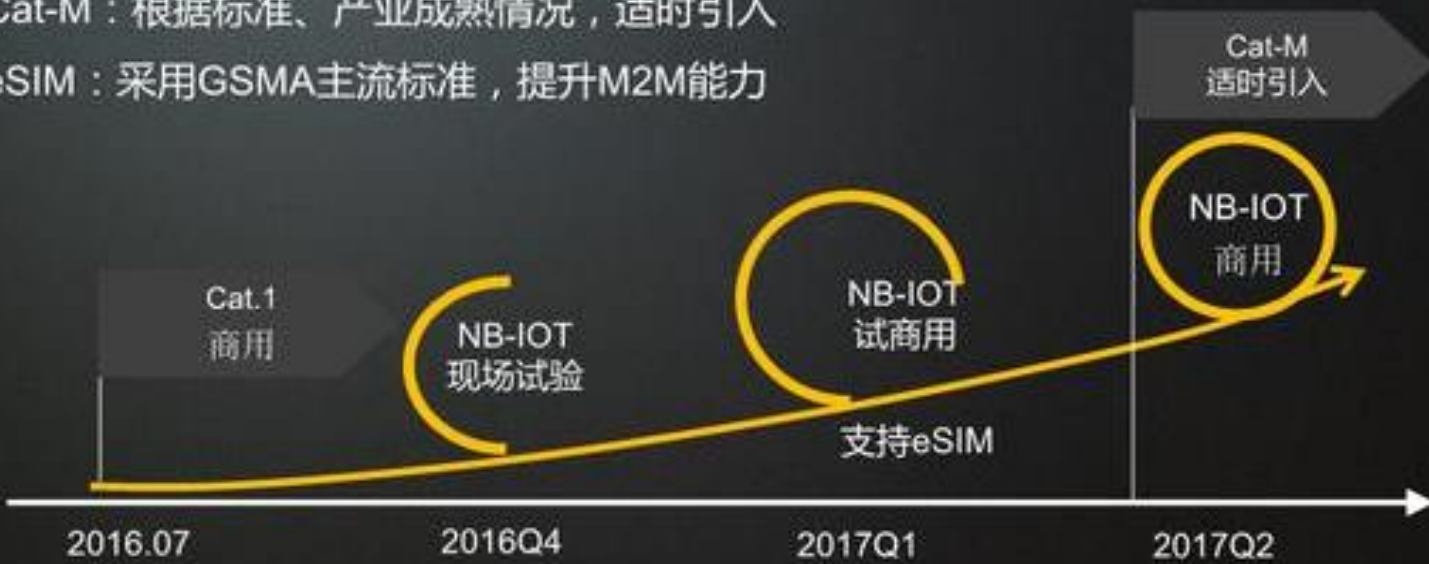 Cat-M：根据标准、产业成熟情况，适时引入
eSIM：采用GSMA主流标准，提升M2M能力
Cat-M
适时引入
NB-IOT
商用
Cat.1
商用
NB-IOT
现场试验
NB-IOT
试商用
支持eSIM
2016.07
2016Q4
2017Q1
2017Q2